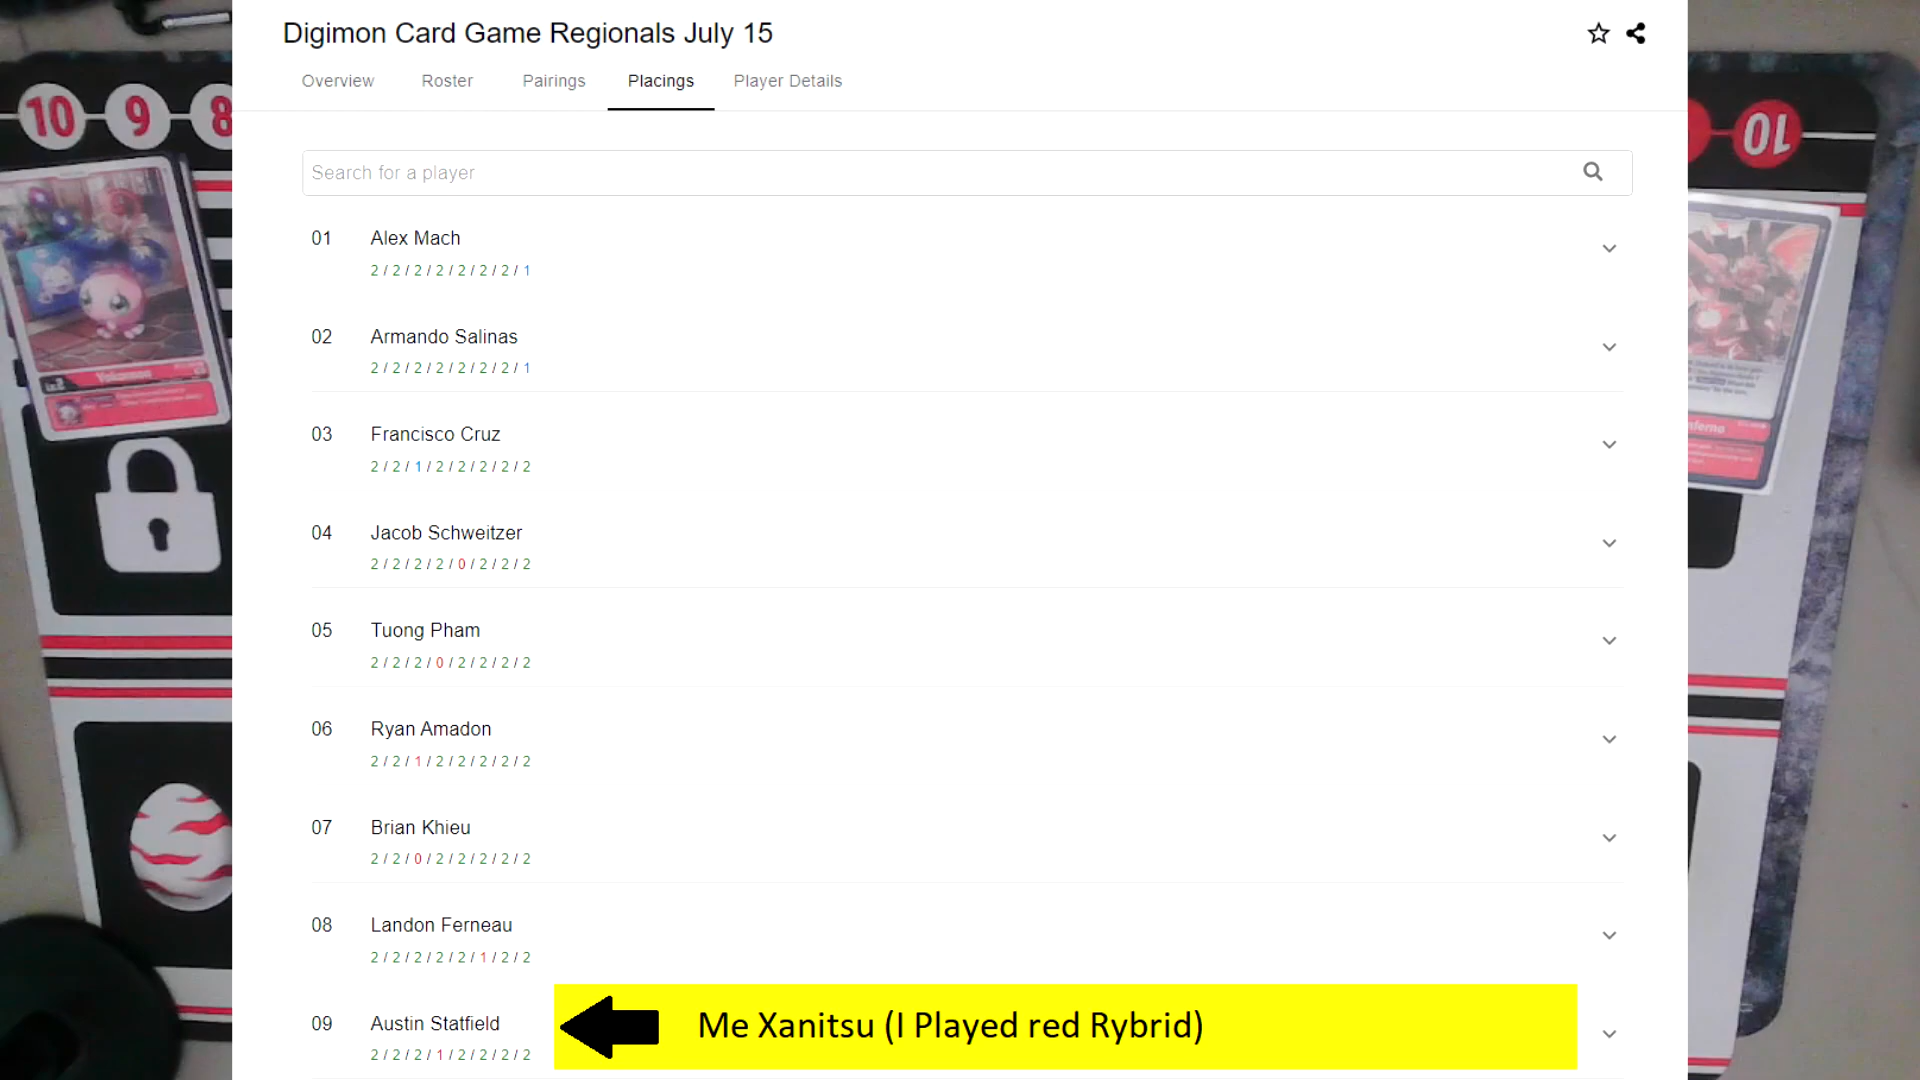 Digimon Card Game Regionals July 15
Overview Roster Pairings Placings Player Details
10 9 8
10
Search for a player
01 Alex Mach
2 / 2 / 2 / 2 / 2 / 2 / 2 / 1
02 Armando Salinas
2 / 2 / 2 / 2 / 2 / 2 / 2 / 1
03 Francisco Cruz
2 / 2 / 1 / 2 / 2 / 2 / 2 / 2
Lv.2 Yokomon
nferno
04 Jacob Schweitzer
2 / 2 / 2 / 2 / 0 / 2 / 2 / 2
05 Tuong Pham
2 / 2 / 2 / 0 / 2 / 2 / 2 / 2
06 Ryan Amadon
2 / 2 / 1 / 2 / 2 / 2 / 2 / 2
07 Brian Khieu
2 / 2 / 0 / 2 / 2 / 2 / 2 / 2
08 Landon Ferneau
2 / 2 / 2 / 2 / 2 / 1 / 2 / 2
09 Austin Statfield
2 / 2 / 2 / 1 / 2 / 2 / 2 / 2
Me Xanitsu (I Played red Rybrid)